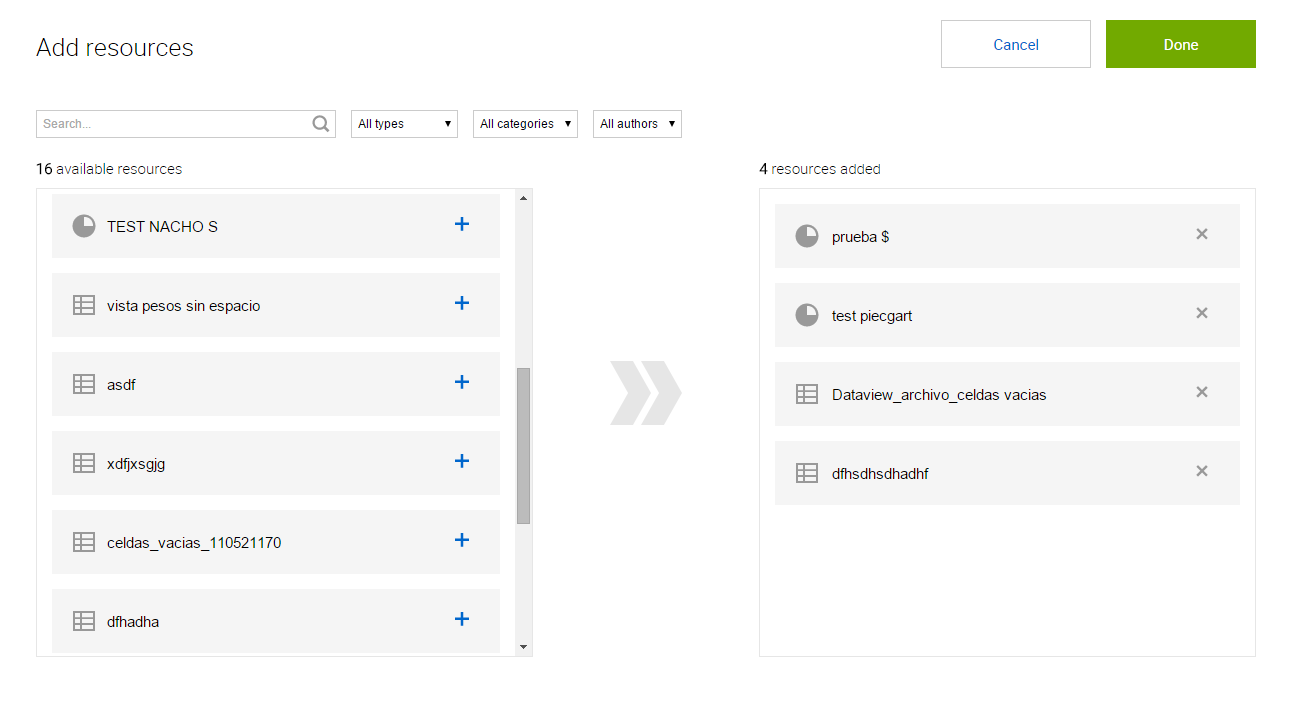 Add resources
Cancel
Done
Search...
All types
All categories
All authors
16 available resources
TEST NACHO S
vista pesos sin espacio
asdf
xdfjxsgjg
celdas_vacias_110521170
dfhadha
4 resources added
prueba $
test piecgart
Dataview_archivo_celdas vacias
dfhsdhsdhadhf